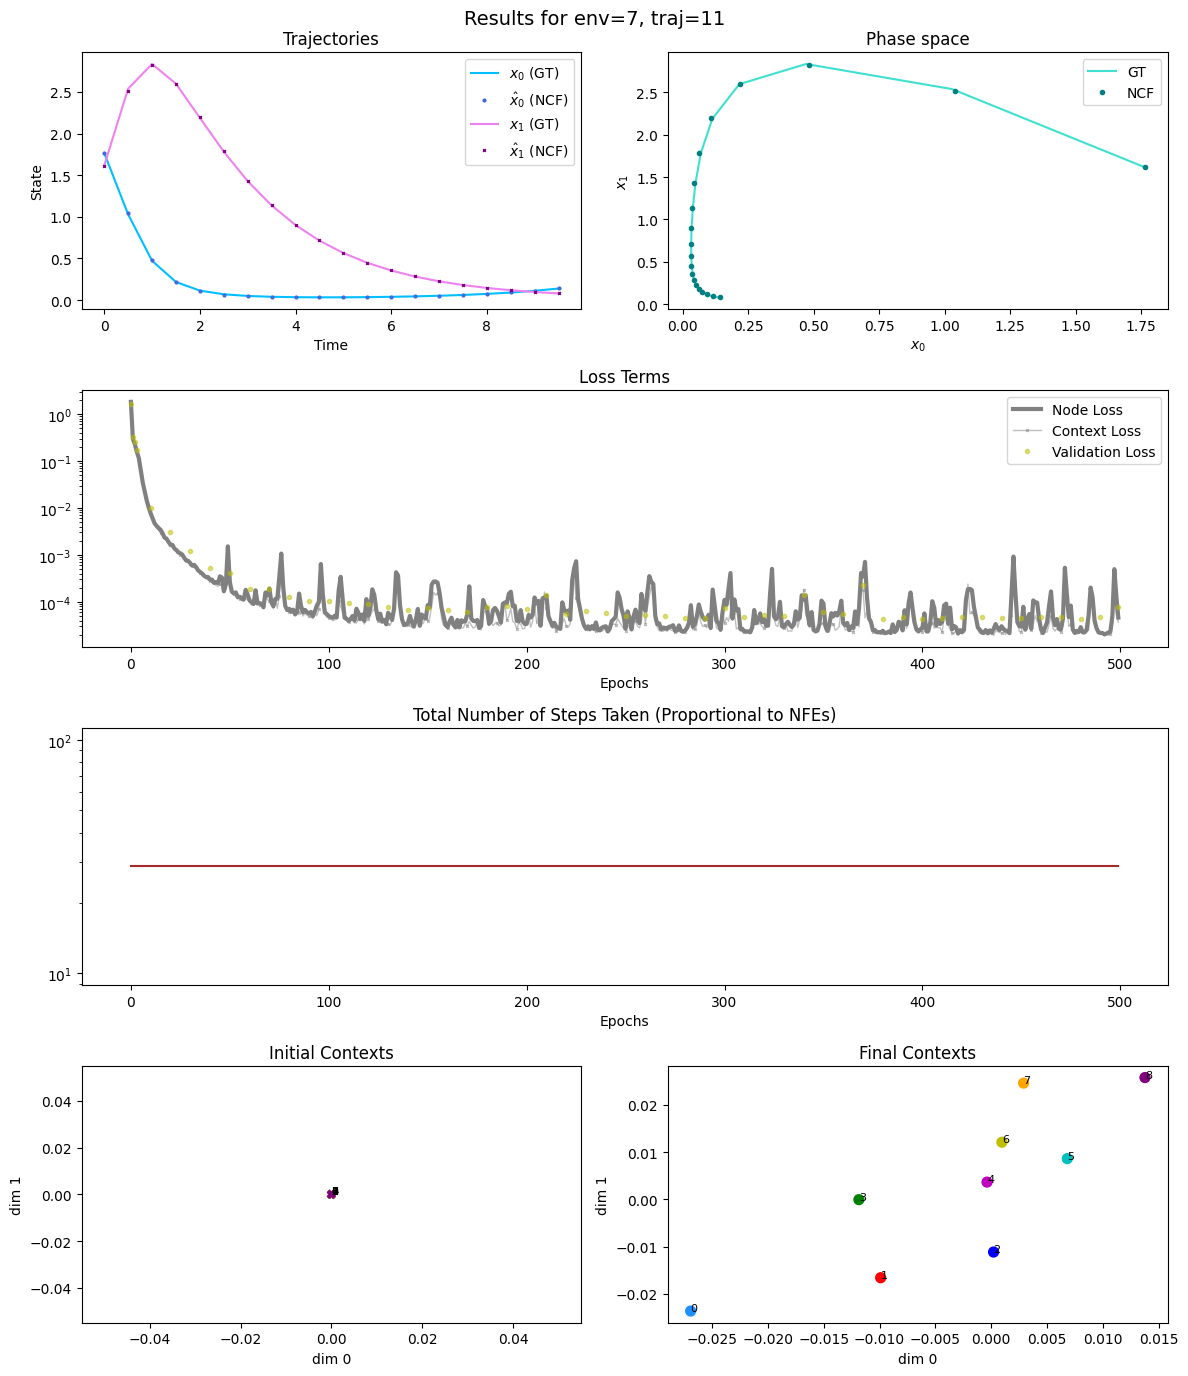 Results for env=7, traj=11
Trajectories
Phase space
x₀ (GT)
x̂₀ (NCF)
x₁ (GT)
x̂₁ (NCF)
GT
NCF
State
2.5
2.0
1.5
1.0
0.5
0.0
0 2 4 6 8
Time
x₁
2.5
2.0
1.5
1.0
0.5
0.0
0.00 0.25 0.50 0.75 1.00 1.25 1.50 1.75
x₀
Loss Terms
Node Loss
Context Loss
Validation Loss
10⁰
10⁻¹
10⁻²
10⁻³
10⁻⁴
0 100 200 300 400 500
Epochs
Total Number of Steps Taken (Proportional to NFEs)
10²
10¹
0 100 200 300 400 500
Epochs
Initial Contexts
dim 1
0.04
0.02
0.00
−0.02
−0.04
−0.04 −0.02 0.00 0.02 0.04
dim 0
Final Contexts
dim 1
0.02
0.01
0.00
−0.01
−0.02
8
7
6
5
4
3
2
1
0
−0.025 −0.020 −0.015 −0.010 −0.005 0.000 0.005 0.010 0.015
dim 0